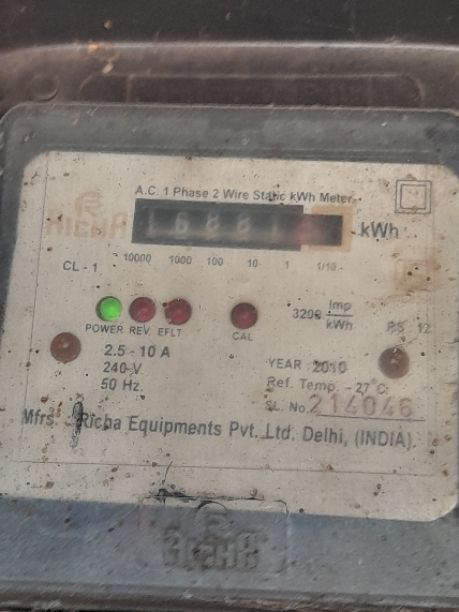 A.C. 1 Phase 2 Wire Static kWh Meter
kWh
CL - 1
10000 1000 100 10 1 1/10
3200 Imp/kWh
POWER REV EFLT
CAL
2.5 - 10 A
240 V
50 Hz.
YEAR 2010
Ref. Temp. - 27°C
SL. No. 214046
Mfrs. Richa Equipments Pvt. Ltd. Delhi, (INDIA).